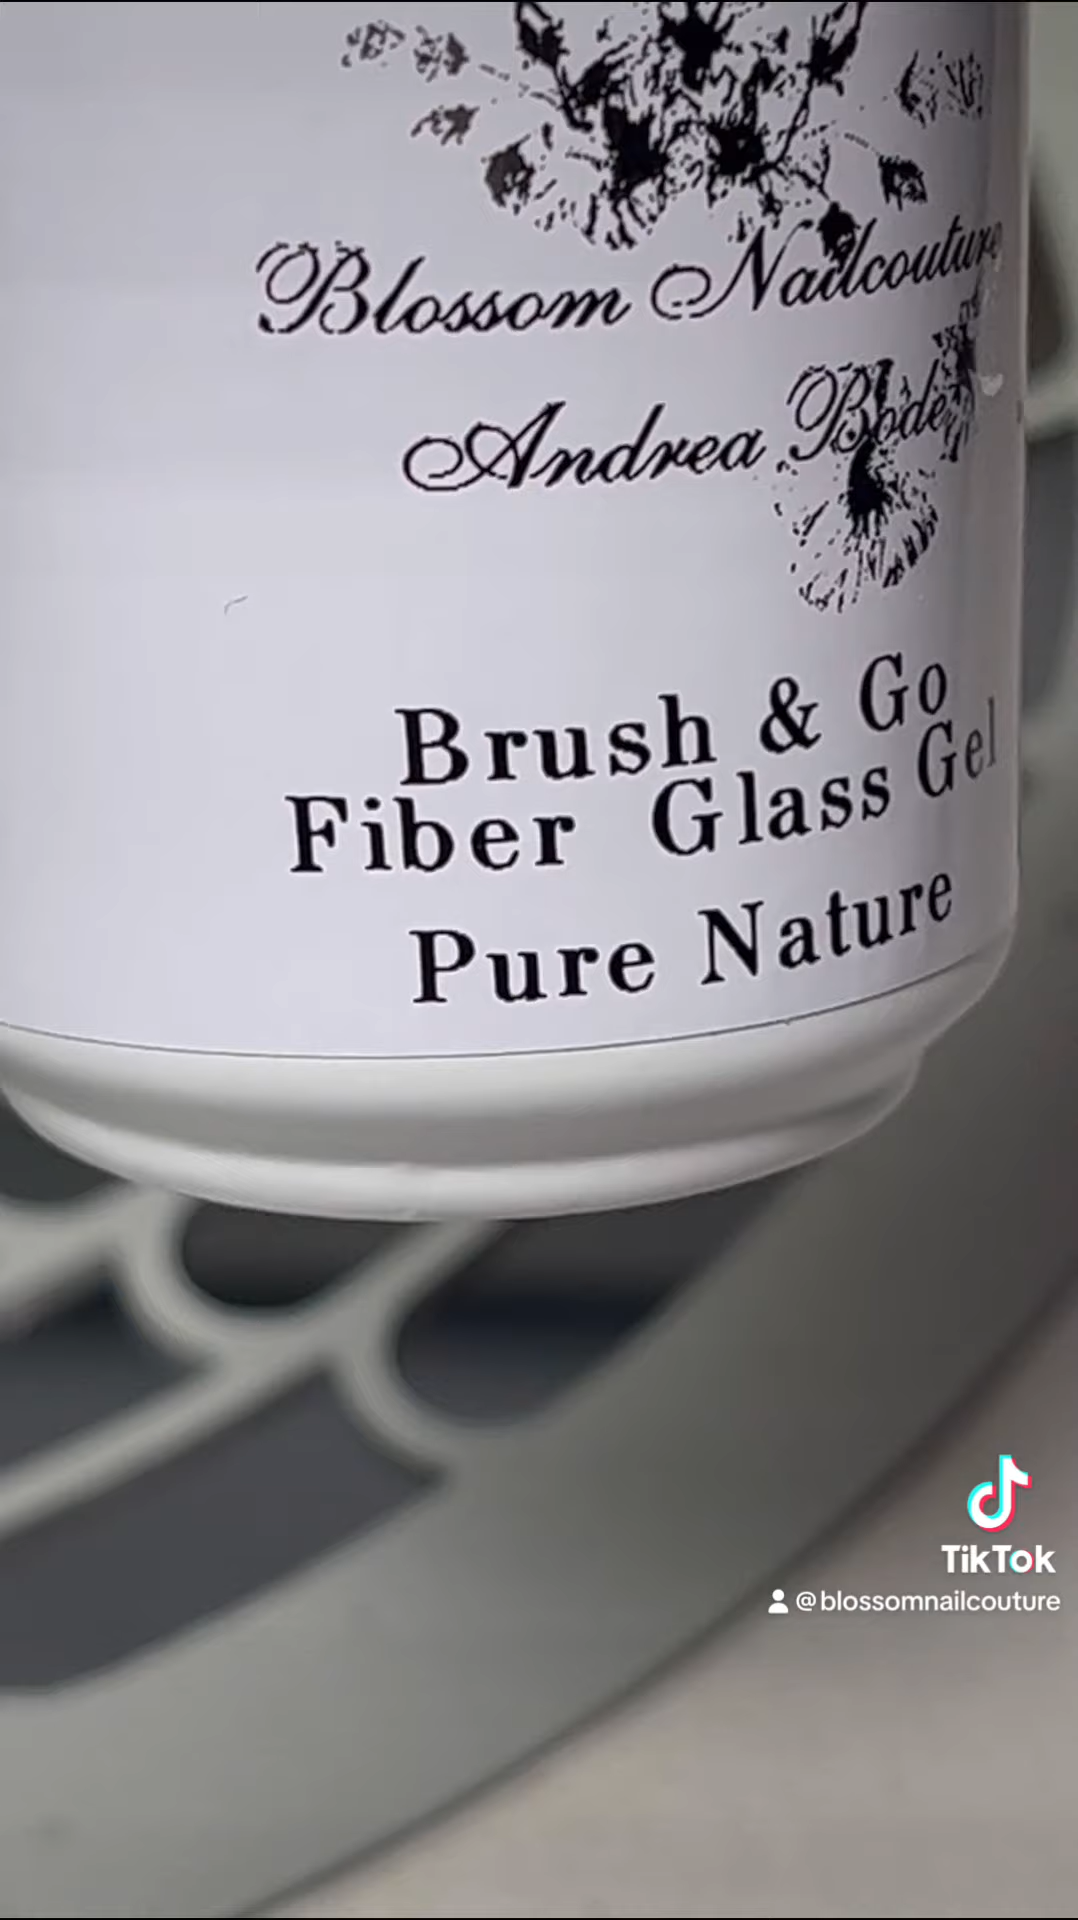 Blossom Nailcouture
Andrea Bode
Brush & Go
Fiber Glass Gel
Pure Nature
TikTok
@blossomnailcouture